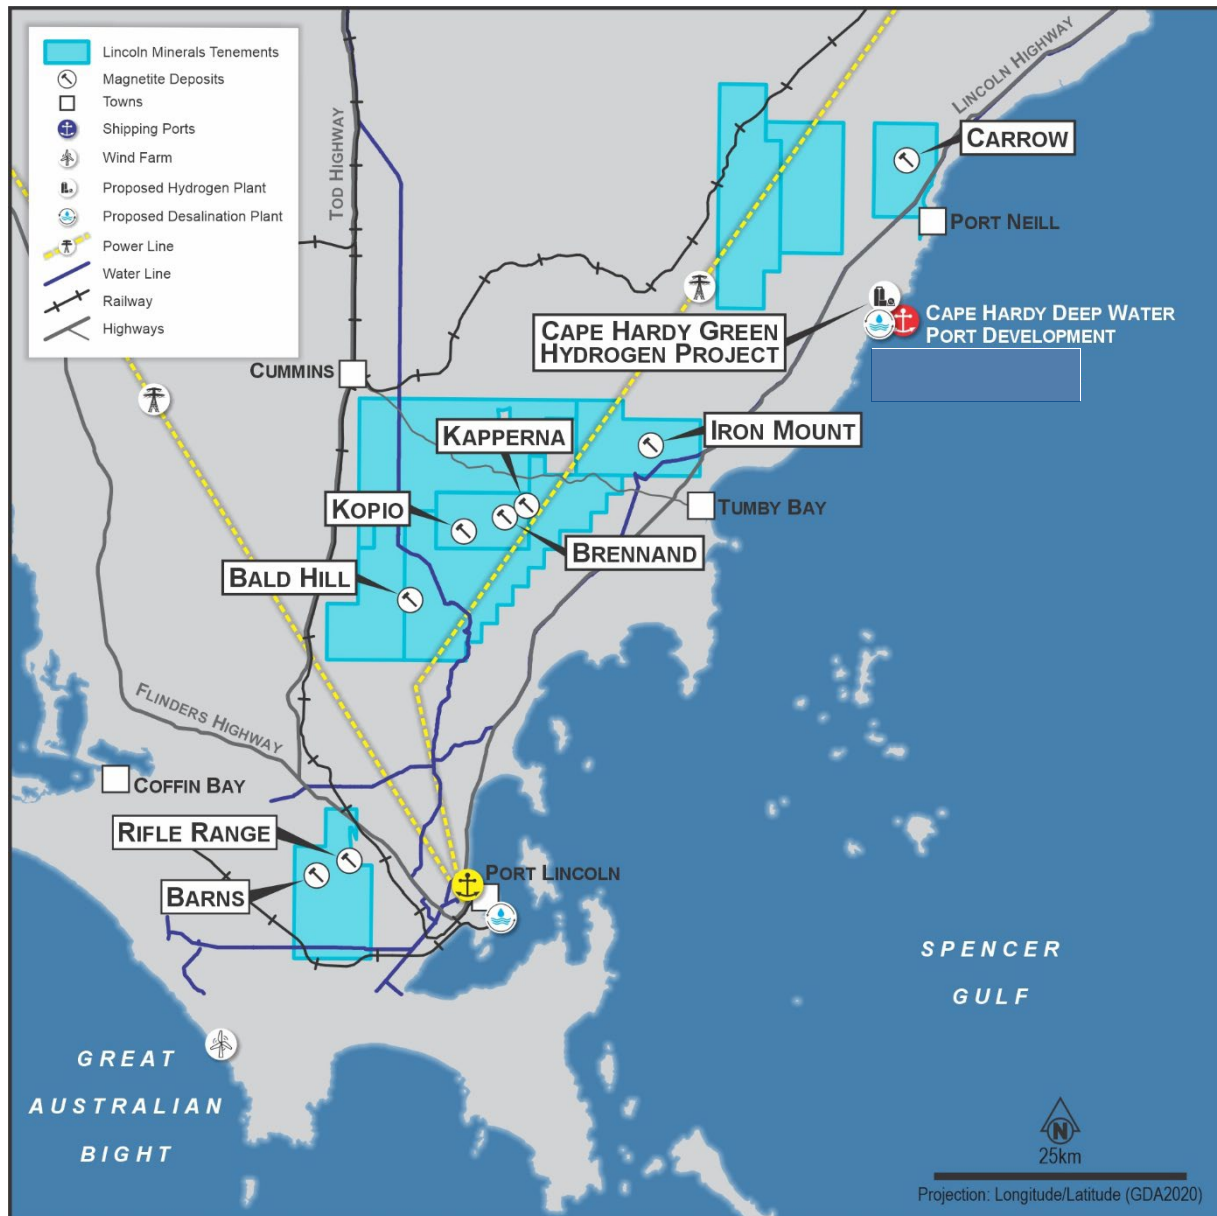 Lincoln Minerals Tenements
Magnetite Deposits
Towns
Shipping Ports
Wind Farm
Proposed Hydrogen Plant
Proposed Desalination Plant
Power Line
Water Line
Railway
Highways
TOD HIGHWAY
LINCOLN HIGHWAY
CARROW
PORT NEILL
CAPE HARDY GREEN
HYDROGEN PROJECT
CAPE HARDY DEEP WATER
PORT DEVELOPMENT
CUMMINS
KAPPERNA
IRON MOUNT
KOPIO
TUMBY BAY
BRENNAND
BALD HILL
FLINDERS HIGHWAY
COFFIN BAY
RIFLE RANGE
BARNS
PORT LINCOLN
SPENCER
GULF
GREAT
AUSTRALIAN
BIGHT
N
25km
Projection: Longitude/Latitude (GDA2020)